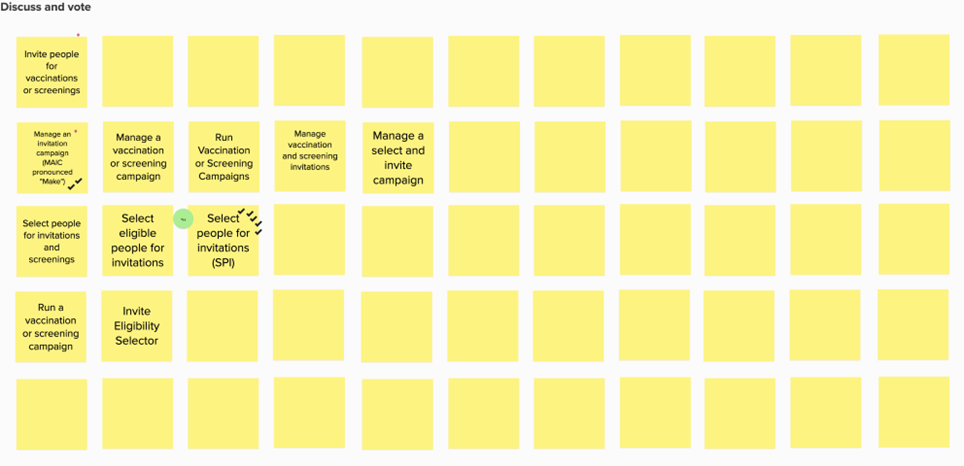 Discuss and vote
Invite people
for
vaccinations
or screenings
Manage an
invitation
campaign
(MAIC
pronounced
"Make")
Manage a
vaccination
or screening
campaign
Run
Vaccination
or Screening
Campaigns
Manage
vaccination
and screening
invitations
Manage a
select and
invite
campaign
Select people
for invitations
and
screenings
Select
eligible
people for
invitations
Select
people for
invitations
(SPI)
Run a
vaccination
or screening
campaign
Invite
Eligibility
Selector